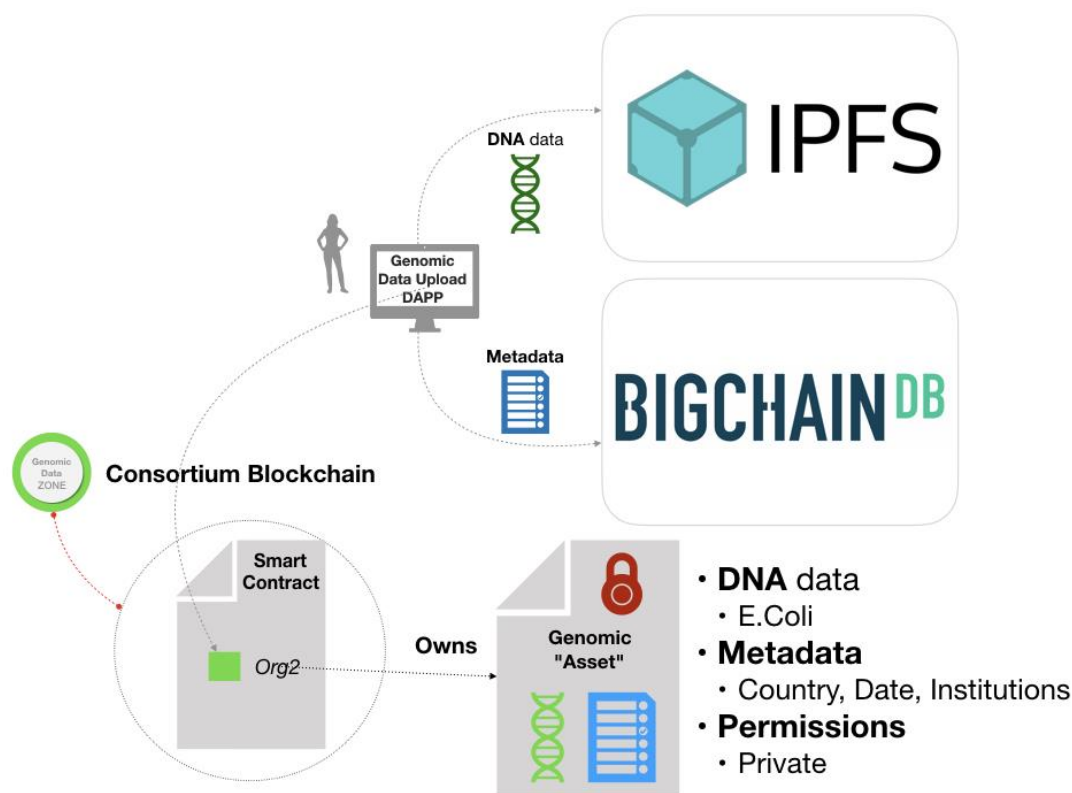 IPFS
DNA data
Genomic
Data Upload
DAPP
Metadata
BIGCHAIN DB
Genomic
Data
ZONE
Consortium Blockchain
Smart
Contract
Org2
Owns
Genomic
"Asset"
• DNA data
• E.Coli
• Metadata
• Country, Date, Institutions
• Permissions
• Private